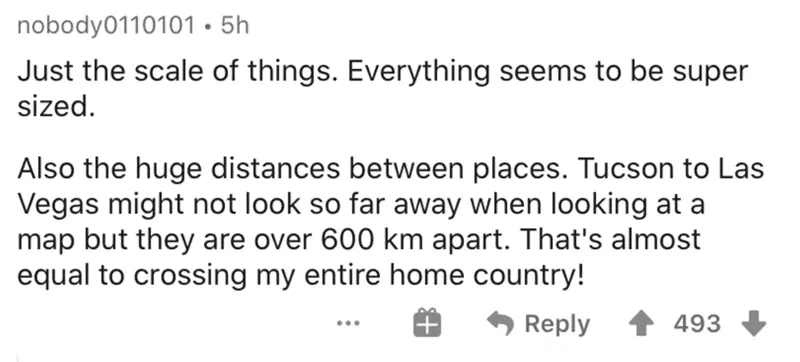 nobody0110101 • 5h
Just the scale of things. Everything seems to be super
sized.
Also the huge distances between places. Tucson to Las
Vegas might not look so far away when looking at a
map but they are over 600 km apart. That's almost
equal to crossing my entire home country!
... Reply 493